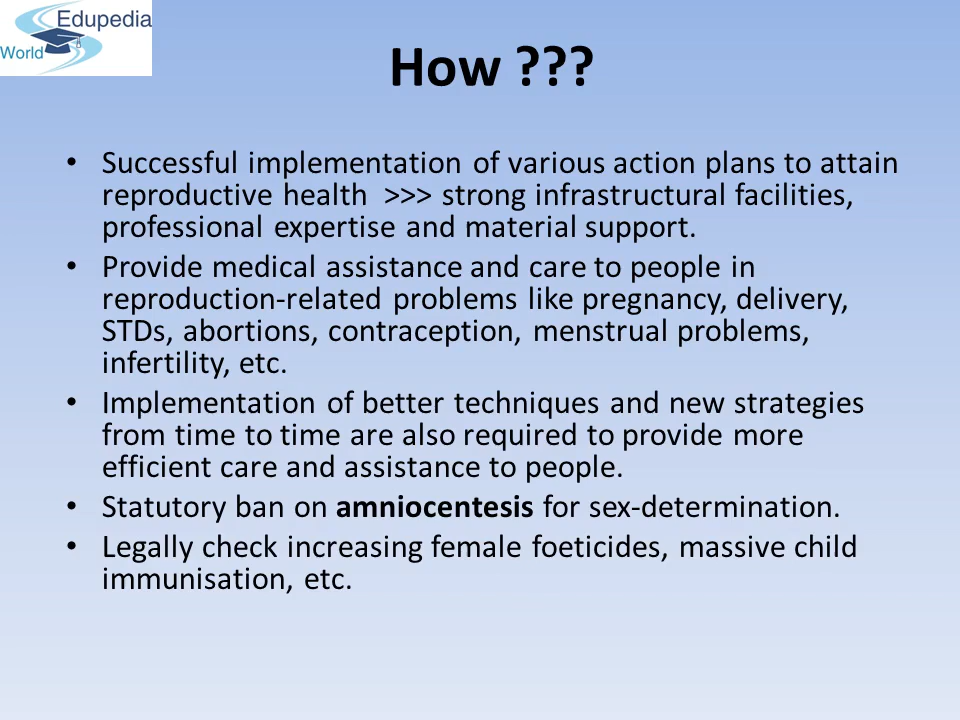 Edupedia
World
How ???
• Successful implementation of various action plans to attain
reproductive health >>> strong infrastructural facilities,
professional expertise and material support.
• Provide medical assistance and care to people in
reproduction-related problems like pregnancy, delivery,
STDs, abortions, contraception, menstrual problems,
infertility, etc.
• Implementation of better techniques and new strategies
from time to time are also required to provide more
efficient care and assistance to people.
• Statutory ban on amniocentesis for sex-determination.
• Legally check increasing female foeticides, massive child
immunisation, etc.